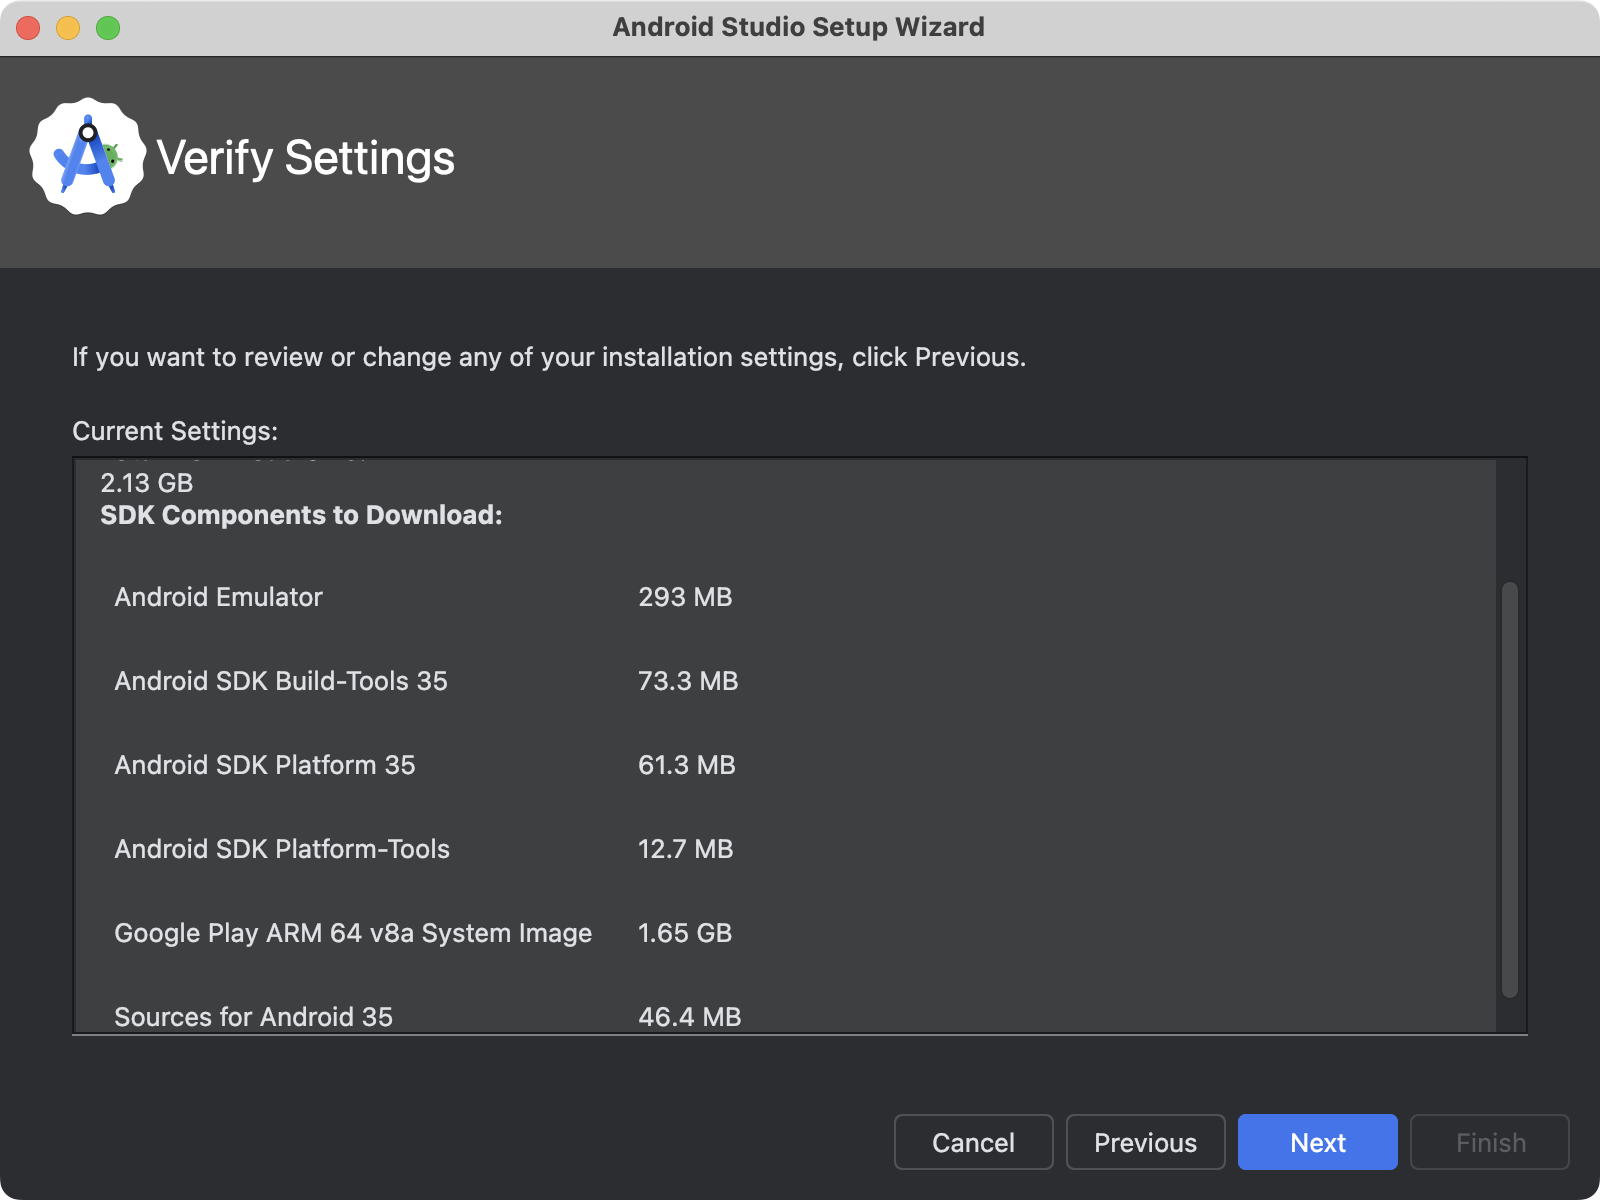 Android Studio Setup Wizard
Verify Settings
If you want to review or change any of your installation settings, click Previous.
Current Settings:
2.13 GB
SDK Components to Download:
Android Emulator 293 MB
Android SDK Build-Tools 35 73.3 MB
Android SDK Platform 35 61.3 MB
Android SDK Platform-Tools 12.7 MB
Google Play ARM 64 v8a System Image 1.65 GB
Sources for Android 35 46.4 MB
Cancel Previous Next Finish